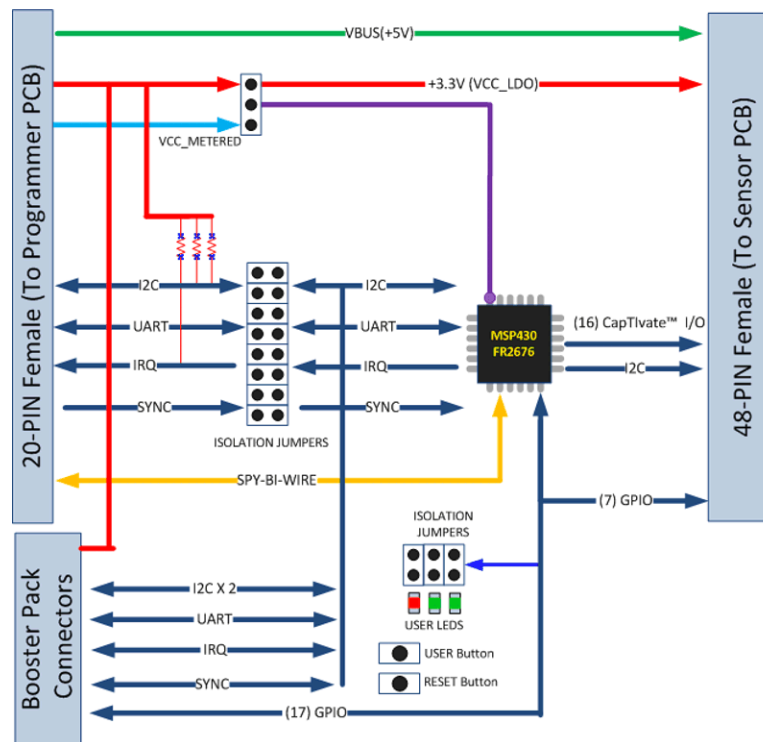 20-PIN Female (To Programmer PCB)
VBUS(+5V)
48-PIN Female (To Sensor PCB)
+3.3V (VCC_LDO)
VCC_METERED
I2C
I2C
UART
UART
IRQ
IRQ
SYNC
SYNC
ISOLATION JUMPERS
MSP430
FR2676
(16) CapTIvate™ I/O
I2C
SPY-BI-WIRE
(7) GPIO
ISOLATION
JUMPERS
USER LEDS
USER Button
RESET Button
Booster Pack
Connectors
I2C X 2
UART
IRQ
SYNC
(17) GPIO